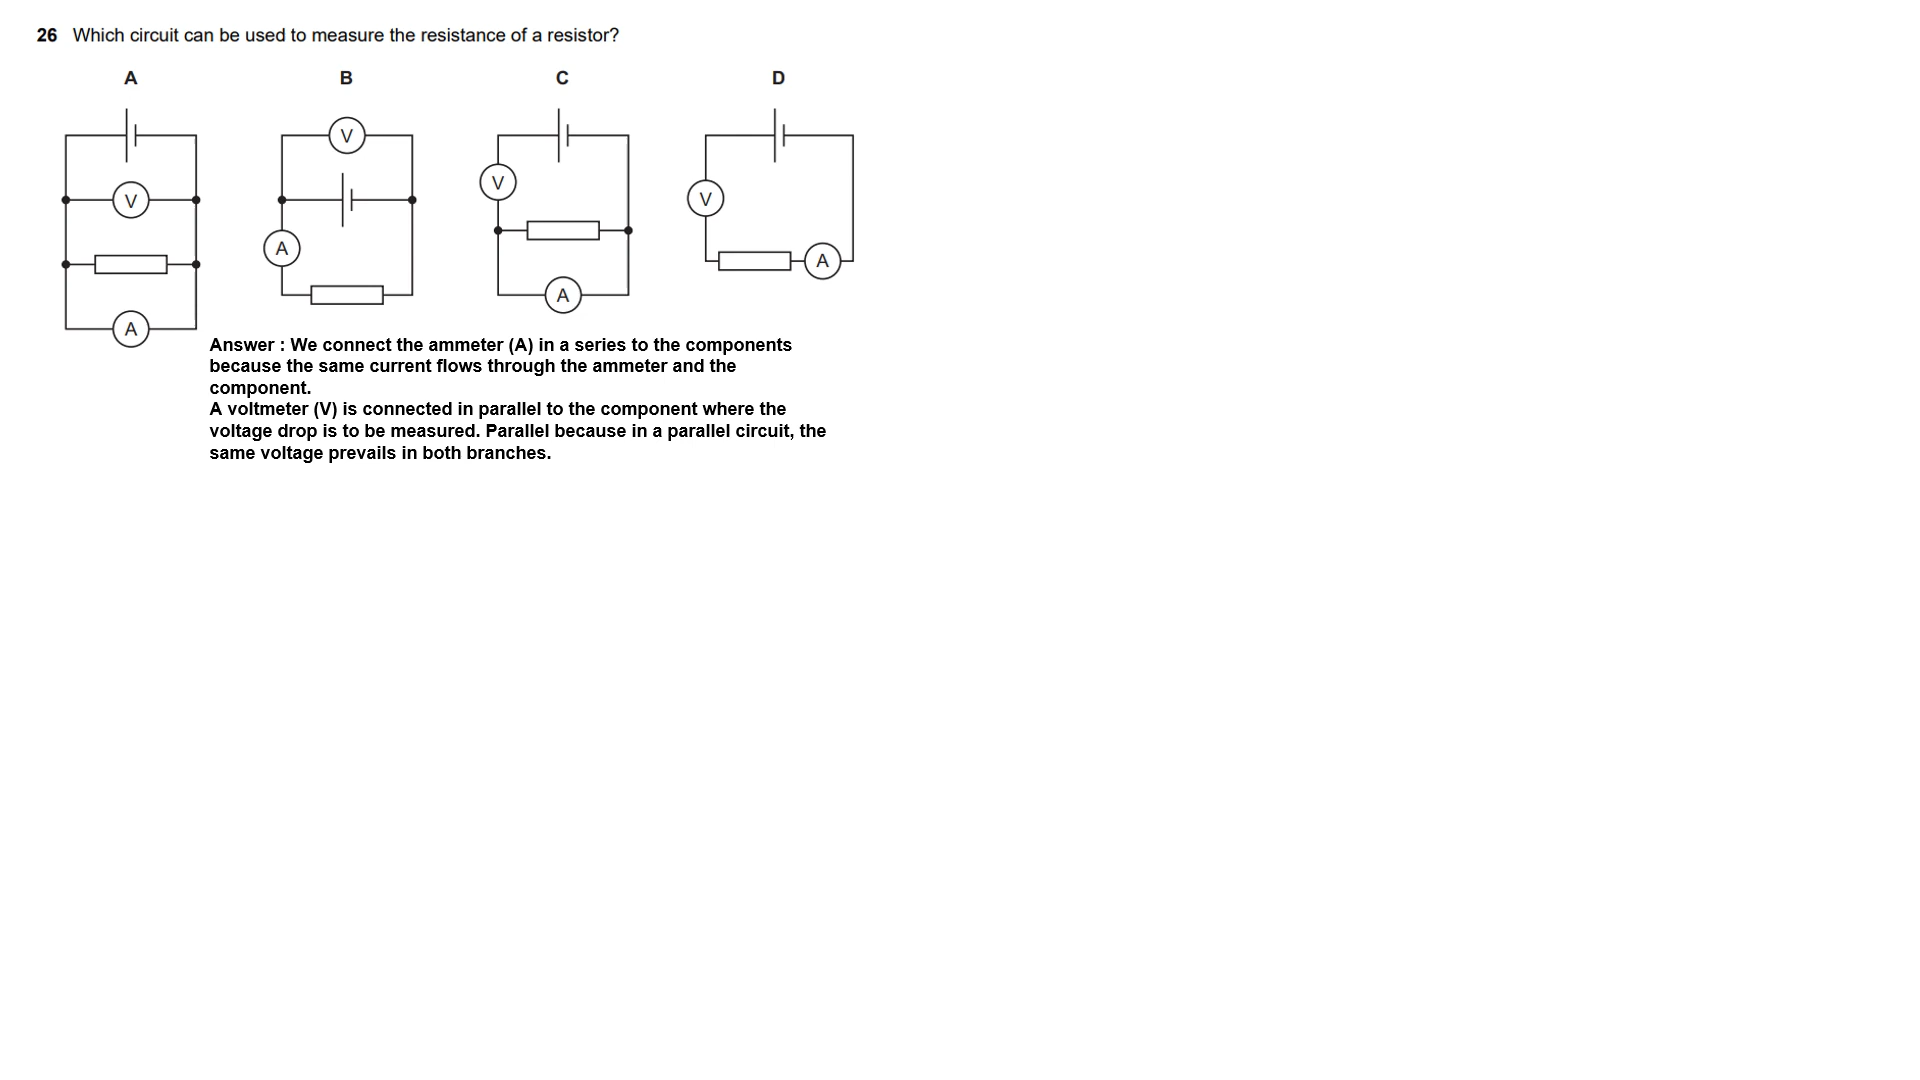 26 Which circuit can be used to measure the resistance of a resistor?
A B C D
V V V V
A A A A
Answer : We connect the ammeter (A) in a series to the components
because the same current flows through the ammeter and the
component.
A voltmeter (V) is connected in parallel to the component where the
voltage drop is to be measured. Parallel because in a parallel circuit, the
same voltage prevails in both branches.